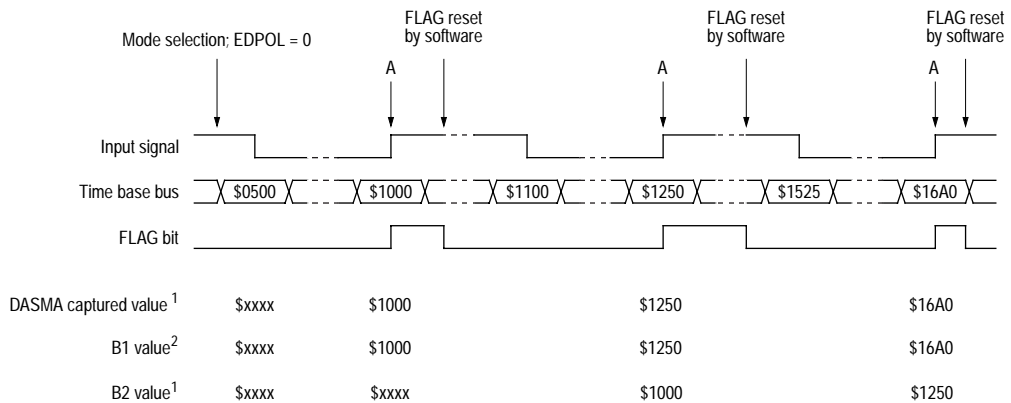 FLAG reset
by software
FLAG reset
by software
FLAG reset
by software
Mode selection; EDPOL = 0
A
A
A
Input signal
Time base bus $0500 $1000 $1100 $1250 $1525 $16A0
FLAG bit
DASMA captured value 1 $xxxx $1000 $1250 $16A0
B1 value2 $xxxx $1000 $1250 $16A0
B2 value1 $xxxx $xxxx $1000 $1250